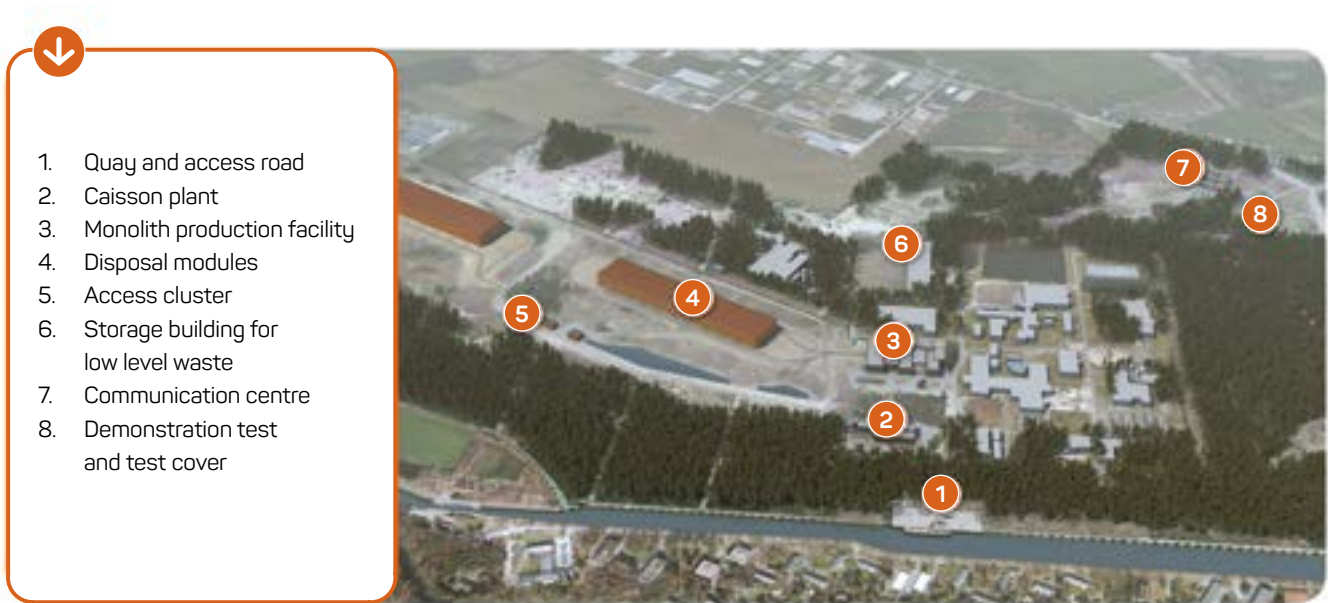 1. Quay and access road
2. Caisson plant
3. Monolith production facility
4. Disposal modules
5. Access cluster
6. Storage building for
low level waste
7. Communication centre
8. Demonstration test
and test cover
7
8
6
4
5
3
2
1